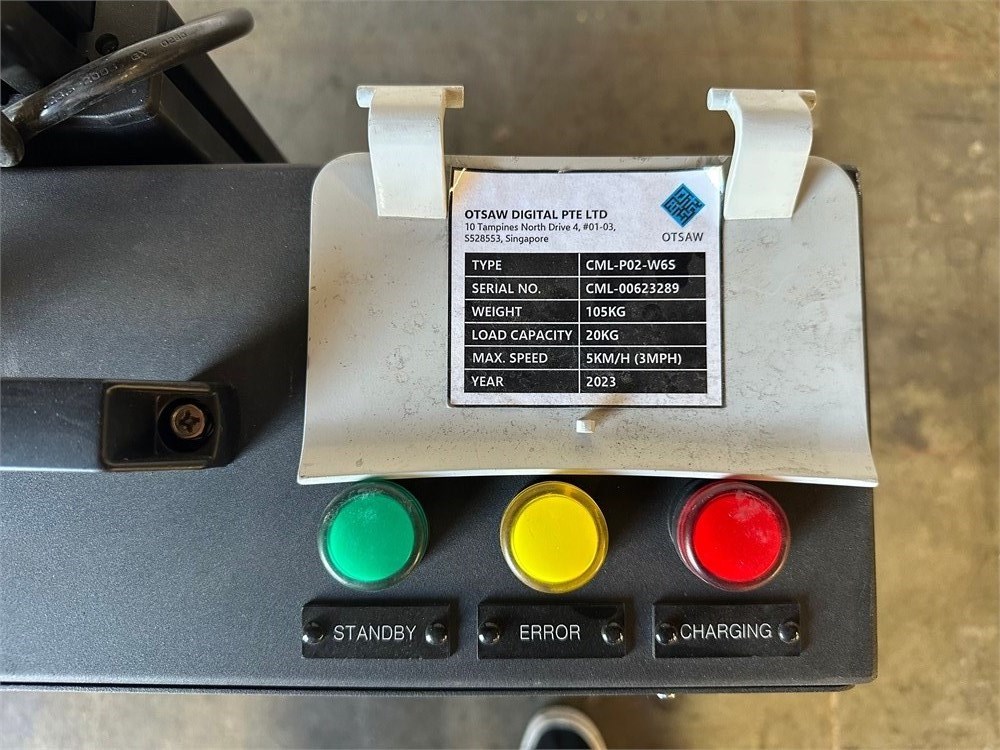 OTSAW DIGITAL PTE LTD
10 Tampines North Drive 4, #01-03,
S528553, Singapore
OTSAW
TYPE CML-P02-W6S
SERIAL NO. CML-00623289
WEIGHT 105KG
LOAD CAPACITY 20KG
MAX. SPEED 5KM/H (3MPH)
YEAR 2023
STANDBY
ERROR
CHARGING